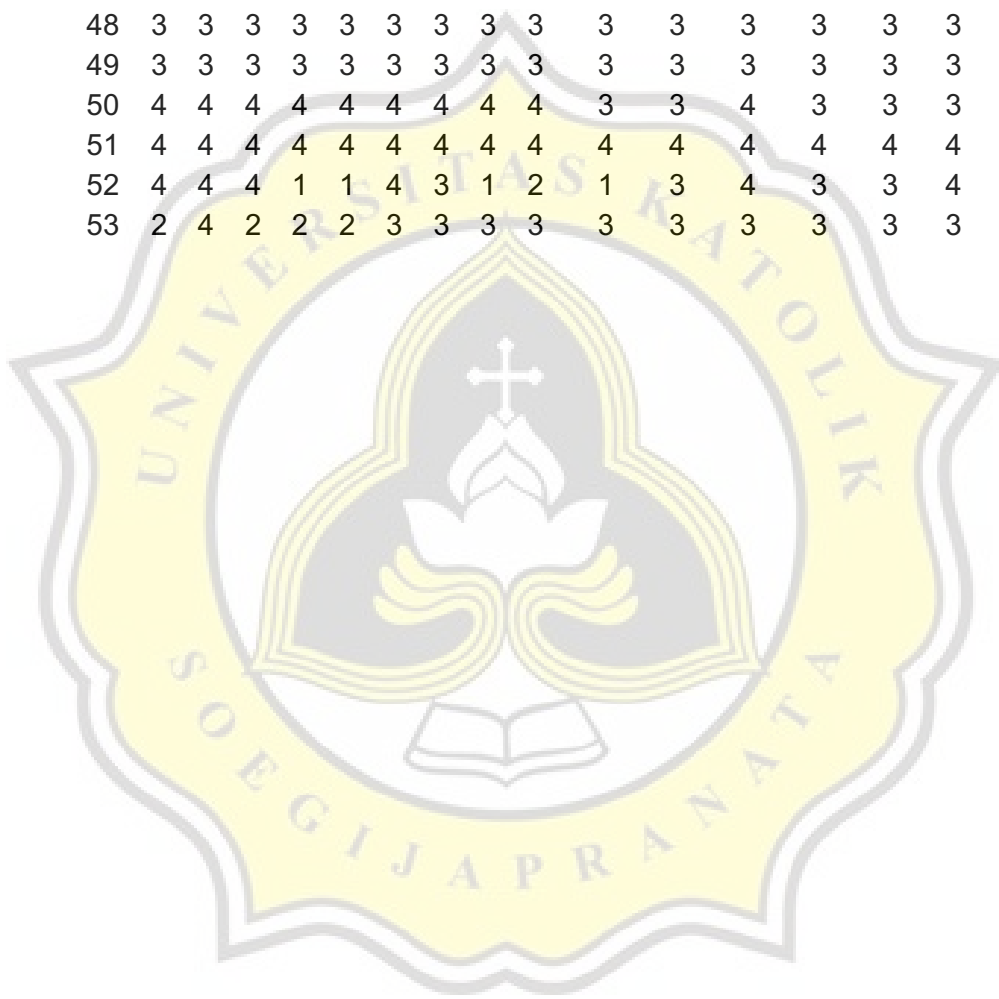 48 3 3 3 3 3 3 3 3 3 3 3 3 3 3 3
49 3 3 3 3 3 3 3 3 3 3 3 3 3 3 3
50 4 4 4 4 4 4 4 4 4 3 3 4 3 3 3
51 4 4 4 4 4 4 4 4 4 4 4 4 4 4 4
52 4 4 4 1 1 4 3 1 2 1 3 4 3 3 4
53 2 4 2 2 2 3 3 3 3 3 3 3 3 3 3
UNIVERSITAS KATOLIK
SOEGIJAPRANATA